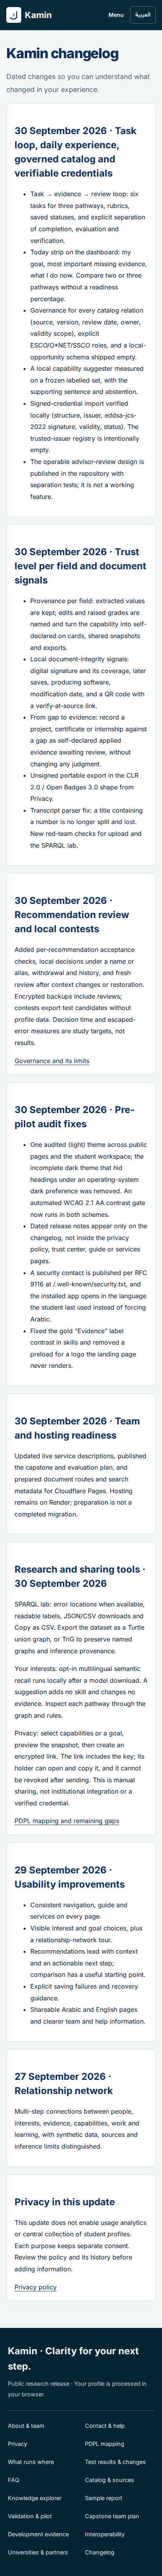 Kamin
Menu
العربية
Kamin changelog
Dated changes so you can understand what
changed in your experience.
30 September 2026 · Task
loop, daily experience,
governed catalog and
verifiable credentials
Task → evidence → review loop: six
states for three pathways, rubrics,
saved statuses, and explicit separation
of completion, evaluation and
verification.
Today strip on the dashboard: my
goal, most important missing evidence,
what I do now. Compare two or three
pathways without a readiness
percentage.
Governance for every catalog relation
(source, version, review date, owner,
validity scope), explicit
ESCO/O*NET/SSCO roles, and a local-
opportunity schema shipped empty.
A local capability suggester measured
on a frozen labelled set, with the
supporting sentence and abstention.
Signed-credential import verified
locally (structure, issuer, eddsa-jcs-
2022 signature, validity, status). The
trusted-issuer registry is intentionally
empty.
The operable advisor-review design is
published in the repository with
separation tests; it is not a working
feature.
30 September 2026 · Trust
level per field and document
signals
Provenance per field: extracted values
are kept; edits and raised grades are
named and turn the capability into self-
declared on cards, shared snapshots
and exports.
Local document-integrity signals:
digital signature and its coverage, later
saves, producing software,
modification date, and a QR code with
a verify-at-source link.
From gap to evidence: record a
project, certificate or internship against
a gap as self-declared applied
evidence awaiting review, without
changing any judgment.
Unsigned portable export in the CLR
2.0 / Open Badges 3.0 shape from
Privacy.
Transcript parser fix: a title containing
a number is no longer split and lost.
New red-team checks for upload and
the SPARQL lab.
30 September 2026 ·
Recommendation review
and local contests
Added per-recommendation acceptance
checks, local decisions under a name or
alias, withdrawal and history, and fresh
review after context changes or restoration.
Encrypted backups include reviews;
contests export test candidates without
profile data. Decision time and escaped-
error measures are study targets, not
results.
Governance and its limits
30 September 2026 · Pre-
pilot audit fixes
One audited (light) theme across public
pages and the student workspace; the
incomplete dark theme that hid
headings under an operating-system
dark preference was removed. An
automated WCAG 2.1 AA contrast gate
now runs in both schemes.
Dated release notes appear only on the
changelog, not inside the privacy
policy, trust center, guide or services
pages.
A security contact is published per RFC
9116 at /.well-known/security.txt, and
the installed app opens in the language
the student last used instead of forcing
Arabic.
Fixed the gold "Evidence" label
contrast in skills and removed a
preload for a logo the landing page
never renders.
30 September 2026 · Team
and hosting readiness
Updated live service descriptions, published
the capstone and evaluation plan, and
prepared document routes and search
metadata for Cloudflare Pages. Hosting
remains on Render; preparation is not a
completed migration.
Research and sharing tools ·
30 September 2026
SPARQL lab: error locations when available,
readable labels, JSON/CSV downloads and
Copy as CSV. Export the dataset as a Turtle
union graph, or TriG to preserve named
graphs and inference provenance.
Your interests: opt-in multilingual semantic
recall runs locally after a model download. A
suggestion adds no skill and changes no
evidence. Inspect each pathway through the
graph and rules.
Privacy: select capabilities or a goal,
preview the snapshot, then create an
encrypted link. The link includes the key; its
holder can open and copy it, and it cannot
be revoked after sending. This is manual
sharing, not institutional integration or a
verified credential.
PDPL mapping and remaining gaps
29 September 2026 ·
Usability improvements
Consistent navigation, guide and
services on every page.
Visible interest and goal choices, plus
a relationship-network tour.
Recommendations lead with context
and an actionable next step;
comparison has a useful starting point.
Explicit saving failures and recovery
guidance.
Shareable Arabic and English pages
and clearer team and help information.
27 September 2026 ·
Relationship network
Multi-step connections between people,
interests, evidence, capabilities, work and
learning, with synthetic data, sources and
inference limits distinguished.
Privacy in this update
This update does not enable usage analytics
or central collection of student profiles.
Each purpose keeps separate consent.
Review the policy and its history before
adding information.
Privacy policy
Kamin · Clarity for your next
step.
Public research release · Your profile is processed in
your browser.
About & team
Contact & help
Privacy
PDPL mapping
What runs where
Test results & changes
FAQ
Catalog & sources
Knowledge explorer
Sample report
Validation & pilot
Capstone team plan
Development evidence
Interoperability
Universities & partners
Changelog